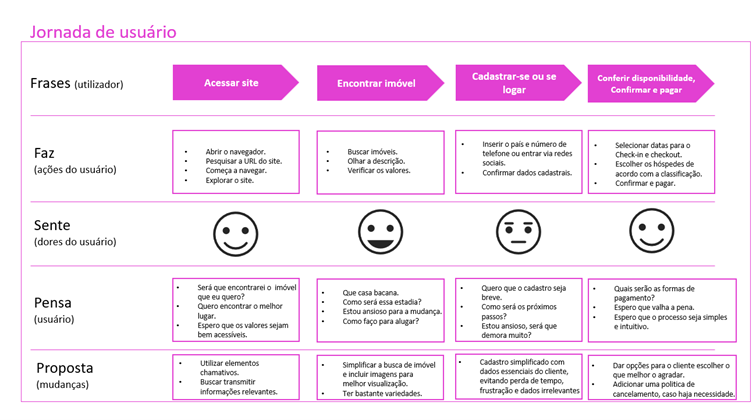 Jornada de usuário
Frases (utilizador)
Acessar site
Encontrar imóvel
Cadastrar-se ou se
logar
Conferir disponibilidade,
Confirmar e pagar
Faz
(ações do usuário)
• Abrir o navegador.
• Pesquisar a URL do site.
• Começa a navegar.
• Explorar o site.
• Buscar imóveis.
• Olhar a descrição.
• Verificar os valores.
• Inserir o país e número de
telefone ou entrar via redes
sociais.
• Confirmar dados cadastrais.
• Selecionar datas para o
Check-in e checkout.
• Escolher os hóspedes de
acordo com a classificação.
• Confirmar e pagar.
Sente
(dores do usuário)
Pensa
(usuário)
• Será que encontrarei o imóvel
que eu quero?
• Quero encontrar o melhor
lugar.
• Espero que os valores sejam
bem acessíveis.
• Que casa bacana.
• Como será essa estadia?
• Estou ansioso para a mudança.
• Como faço para alugar?
• Quero que o cadastro seja
breve.
• Como será os próximos
passos?
• Estou ansioso, será que
demora muito?
• Quais serão as formas de
pagamento?
• Espero que valha a pena.
• Espero que o processo seja simples
e intuitivo.
Proposta
(mudanças)
• Utilizar elementos
chamativos.
• Buscar transmitir
informações relevantes.
• Simplificar a busca de imóvel
e incluir imagens para
melhor visualização.
• Ter bastante variedades.
• Cadastro simplificado com
dados essenciais do cliente,
evitando perda de tempo,
frustração e dados irrelevantes
• Dar opções para o cliente escolher o
que melhor o agradar.
• Adicionar uma política de
cancelamento, caso haja necessidade.